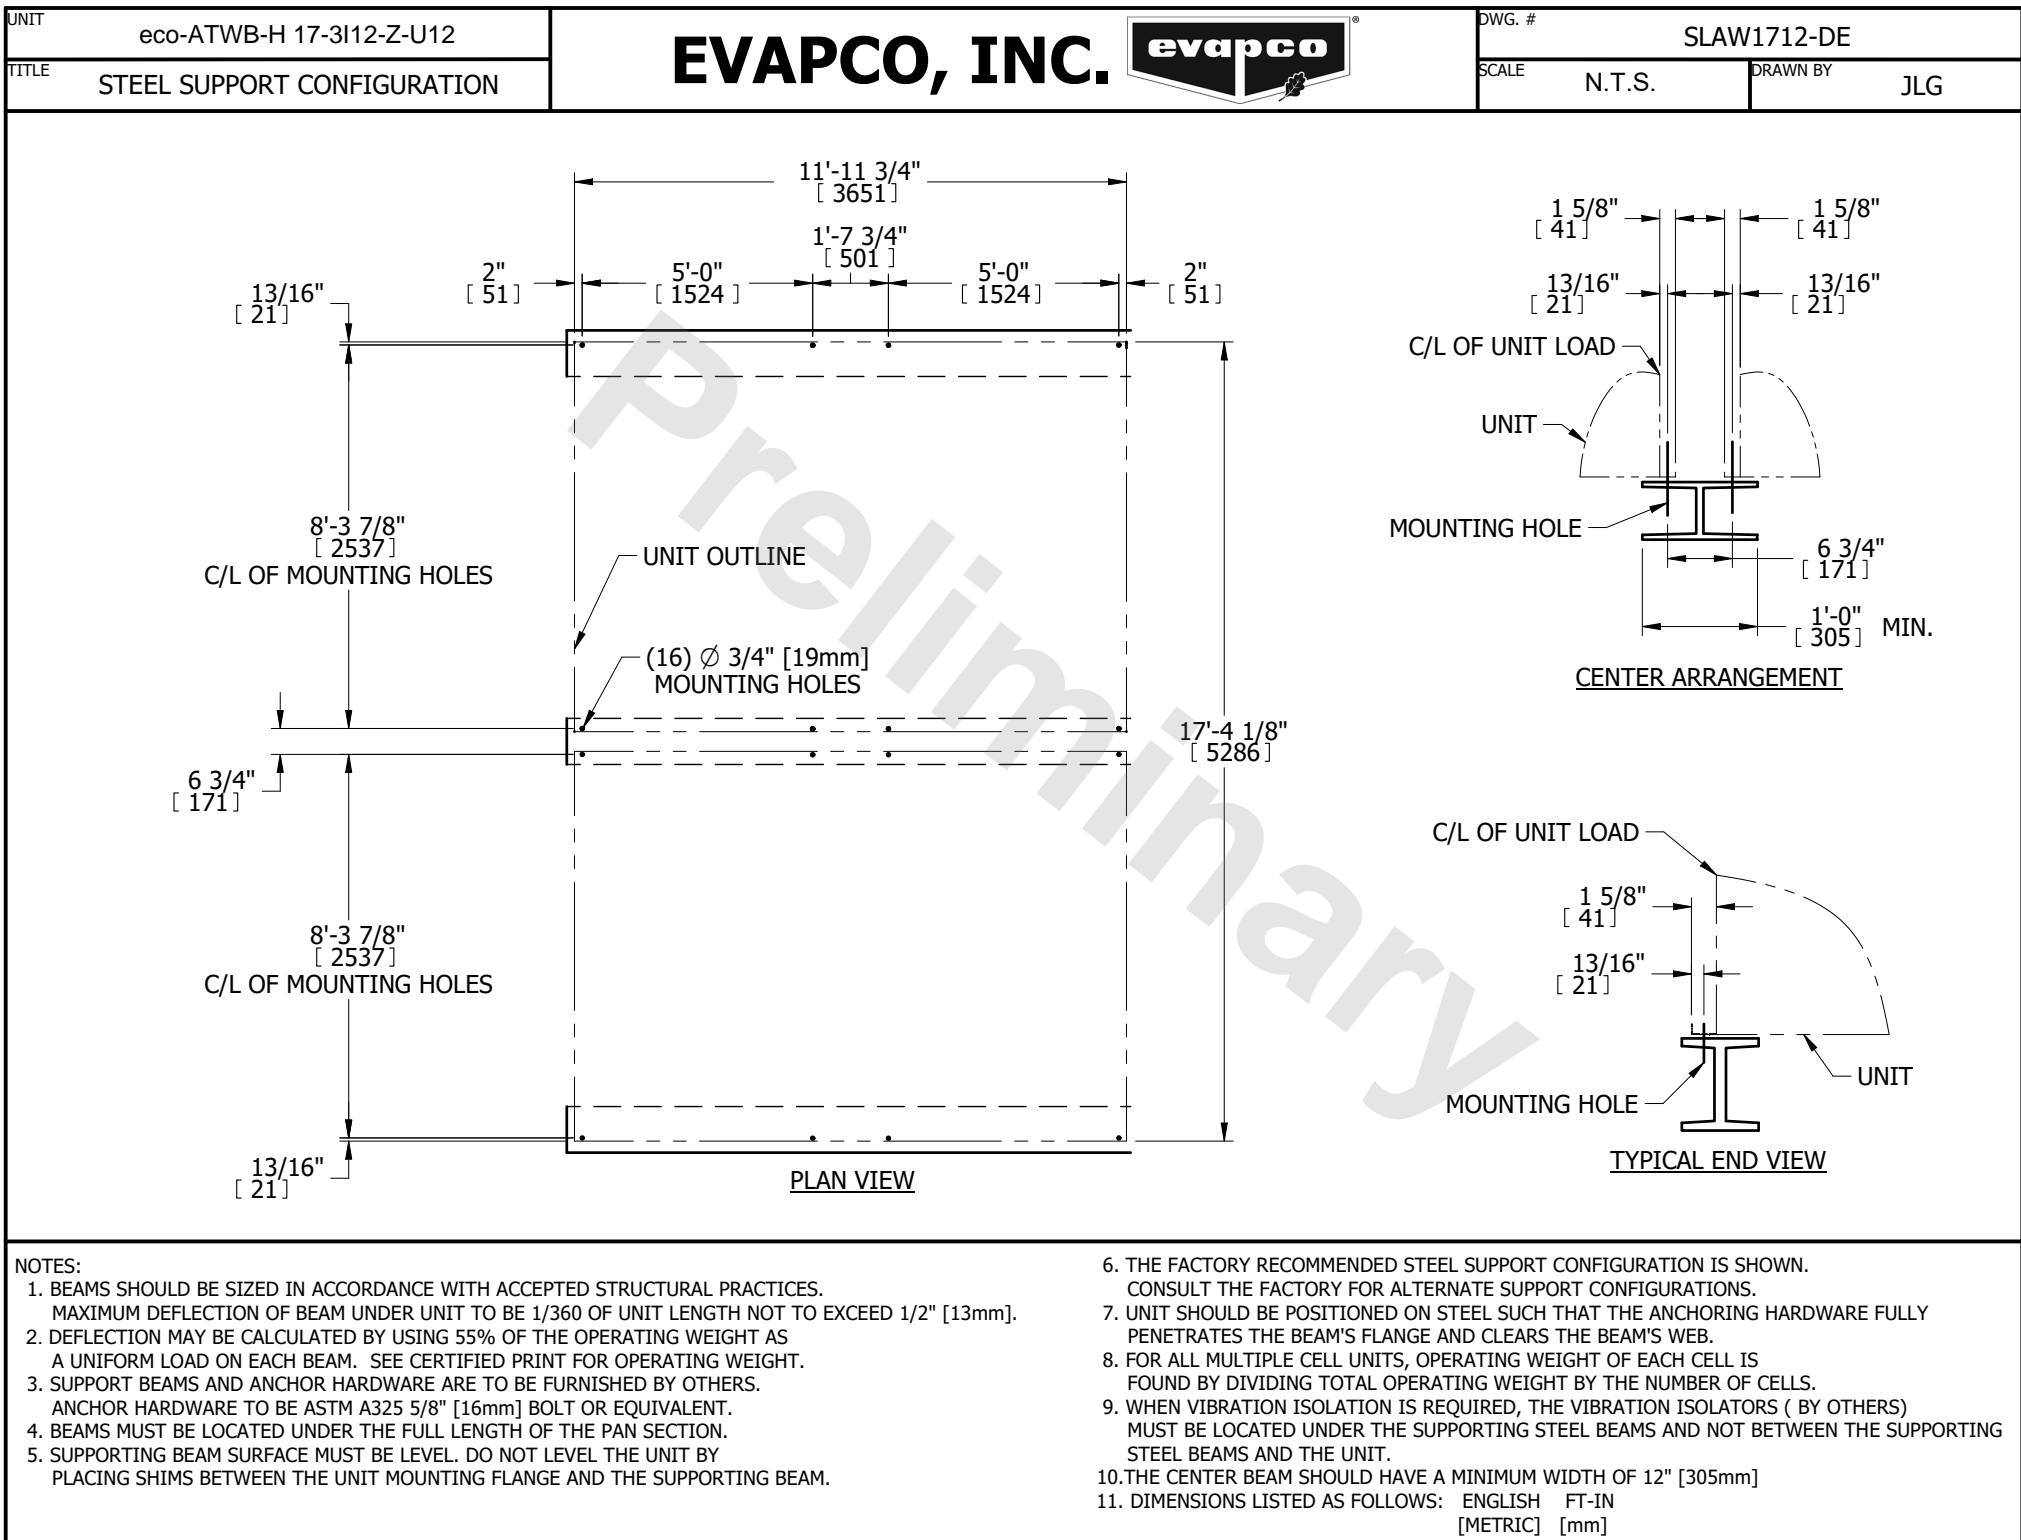 UNIT
eco-ATWB-H 17-3I12-Z-U12
TITLE
STEEL SUPPORT CONFIGURATION
EVAPCO, INC.
evapco
®
DWG. #
SLAW1712-DE
SCALE
N.T.S.
DRAWN BY
JLG
11'-11 3/4"
[ 3651 ]
1'-7 3/4"
[ 501 ]
2"
[ 51 ]
5'-0"
[ 1524 ]
5'-0"
[ 1524 ]
2"
[ 51 ]
13/16"
[ 21 ]
8'-3 7/8"
[ 2537 ]
C/L OF MOUNTING HOLES
UNIT OUTLINE
(16) Ø 3/4" [19mm]
MOUNTING HOLES
6 3/4"
[ 171 ]
17'-4 1/8"
[ 5286 ]
8'-3 7/8"
[ 2537 ]
C/L OF MOUNTING HOLES
13/16"
[ 21 ]
PLAN VIEW
Preliminary
1 5/8"
[ 41 ]
1 5/8"
[ 41 ]
13/16"
[ 21 ]
13/16"
[ 21 ]
C/L OF UNIT LOAD
UNIT
MOUNTING HOLE
6 3/4"
[ 171 ]
1'-0"
[ 305 ] MIN.
CENTER ARRANGEMENT
C/L OF UNIT LOAD
1 5/8"
[ 41 ]
13/16"
[ 21 ]
UNIT
MOUNTING HOLE
TYPICAL END VIEW
NOTES:
1. BEAMS SHOULD BE SIZED IN ACCORDANCE WITH ACCEPTED STRUCTURAL PRACTICES.
MAXIMUM DEFLECTION OF BEAM UNDER UNIT TO BE 1/360 OF UNIT LENGTH NOT TO EXCEED 1/2" [13mm].
2. DEFLECTION MAY BE CALCULATED BY USING 55% OF THE OPERATING WEIGHT AS
A UNIFORM LOAD ON EACH BEAM. SEE CERTIFIED PRINT FOR OPERATING WEIGHT.
3. SUPPORT BEAMS AND ANCHOR HARDWARE ARE TO BE FURNISHED BY OTHERS.
ANCHOR HARDWARE TO BE ASTM A325 5/8" [16mm] BOLT OR EQUIVALENT.
4. BEAMS MUST BE LOCATED UNDER THE FULL LENGTH OF THE PAN SECTION.
5. SUPPORTING BEAM SURFACE MUST BE LEVEL. DO NOT LEVEL THE UNIT BY
PLACING SHIMS BETWEEN THE UNIT MOUNTING FLANGE AND THE SUPPORTING BEAM.
6. THE FACTORY RECOMMENDED STEEL SUPPORT CONFIGURATION IS SHOWN.
CONSULT THE FACTORY FOR ALTERNATE SUPPORT CONFIGURATIONS.
7. UNIT SHOULD BE POSITIONED ON STEEL SUCH THAT THE ANCHORING HARDWARE FULLY
PENETRATES THE BEAM'S FLANGE AND CLEARS THE BEAM'S WEB.
8. FOR ALL MULTIPLE CELL UNITS, OPERATING WEIGHT OF EACH CELL IS
FOUND BY DIVIDING TOTAL OPERATING WEIGHT BY THE NUMBER OF CELLS.
9. WHEN VIBRATION ISOLATION IS REQUIRED, THE VIBRATION ISOLATORS ( BY OTHERS)
MUST BE LOCATED UNDER THE SUPPORTING STEEL BEAMS AND NOT BETWEEN THE SUPPORTING
STEEL BEAMS AND THE UNIT.
10.THE CENTER BEAM SHOULD HAVE A MINIMUM WIDTH OF 12" [305mm]
11. DIMENSIONS LISTED AS FOLLOWS: ENGLISH FT-IN
[METRIC] [mm]